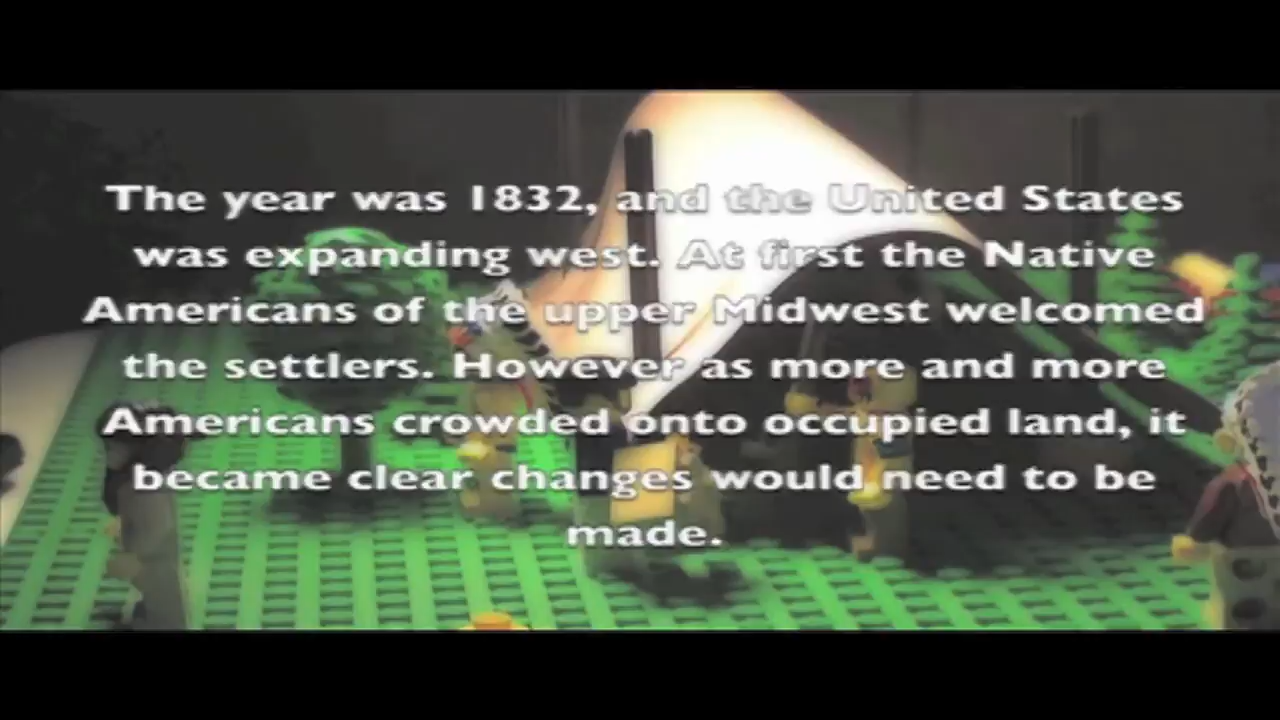 The year was 1832, and the United States
was expanding west. At first the Native
Americans of the upper Midwest welcomed
the settlers. However as more and more
Americans crowded onto occupied land, it
became clear changes would need to be
made.